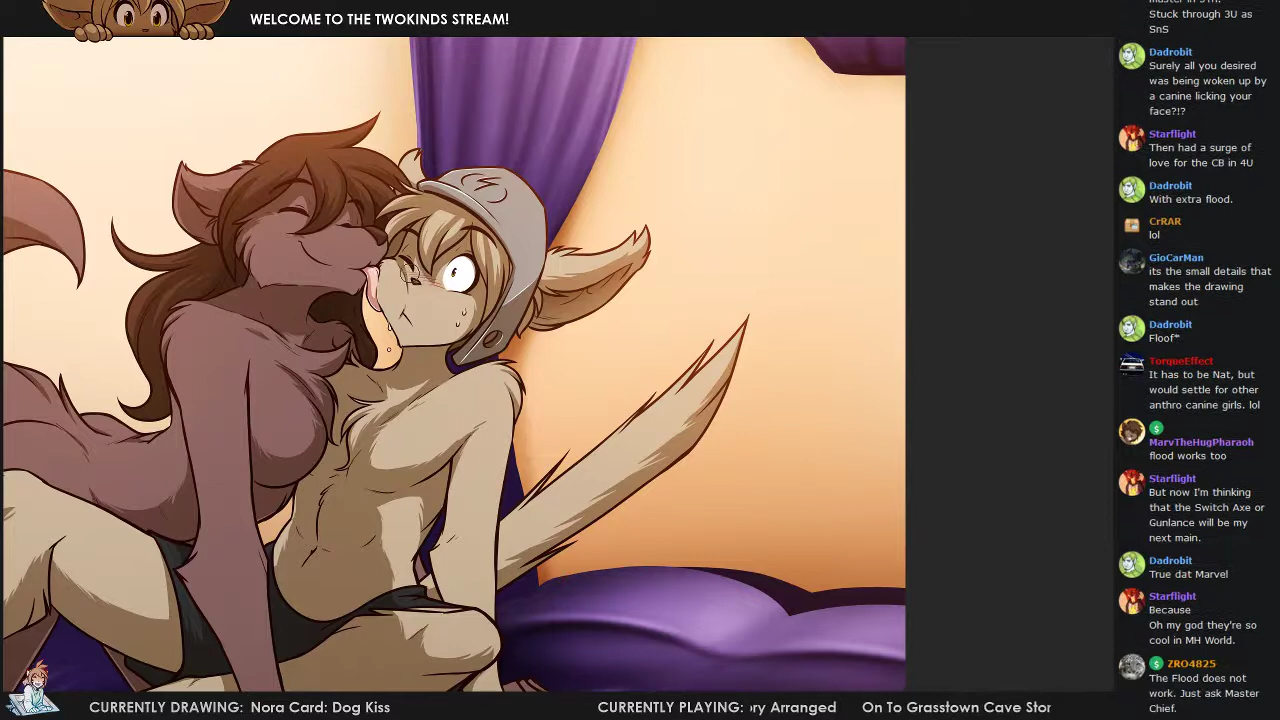 WELCOME TO THE TWOKINDS STREAM!
Stuck through 3U as
SnS
Dadrobit
Surely all you desired
was being woken up by
a canine licking your
face?!?
Starflight
Then had a surge of
love for the CB in 4U
Dadrobit
With extra flood.
CrRAR
lol
GioCarMan
its the small details that
makes the drawing
stand out
Dadrobit
Floof*
TorqueEffect
It has to be Nat, but
would settle for other
anthro canine girls. lol
$
MarvTheHugPharaoh
flood works too
Starflight
But now I'm thinking
that the Switch Axe or
Gunlance will be my
next main.
Dadrobit
True dat Marvel
Starflight
Because
Oh my god they're so
cool in MH World.
$ ZRO4825
The Flood does not
work. Just ask Master
Chief.
CURRENTLY DRAWING: Nora Card: Dog Kiss
CURRENTLY PLAYING: ry Arranged On To Grasstown Cave Stor